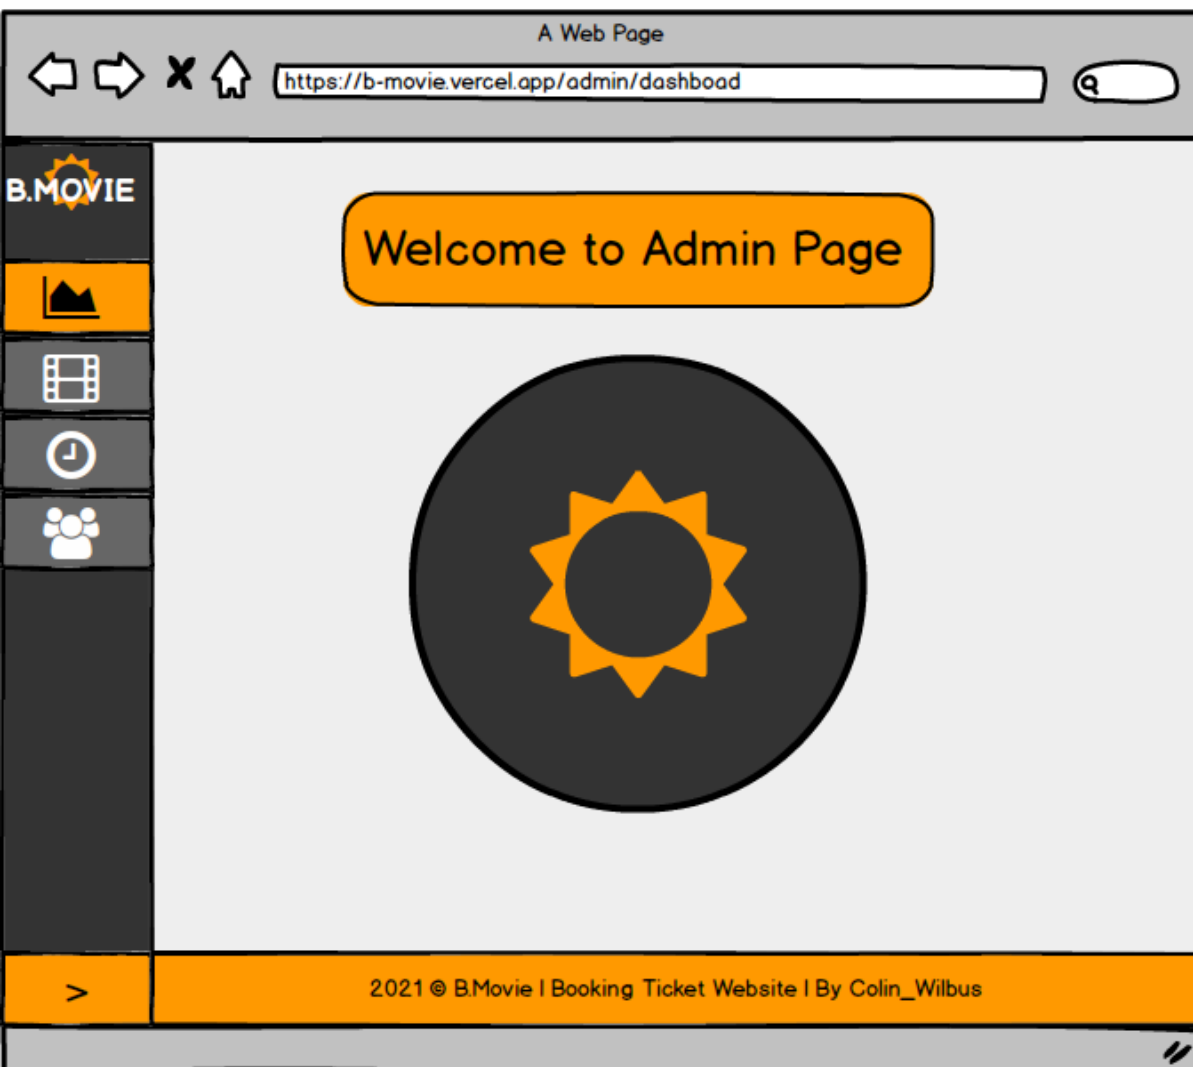 A Web Page
https://b-movie.vercel.app/admin/dashboad
B.MOVIE
Welcome to Admin Page
>
2021 © B.Movie | Booking Ticket Website | By Colin_Wilbus